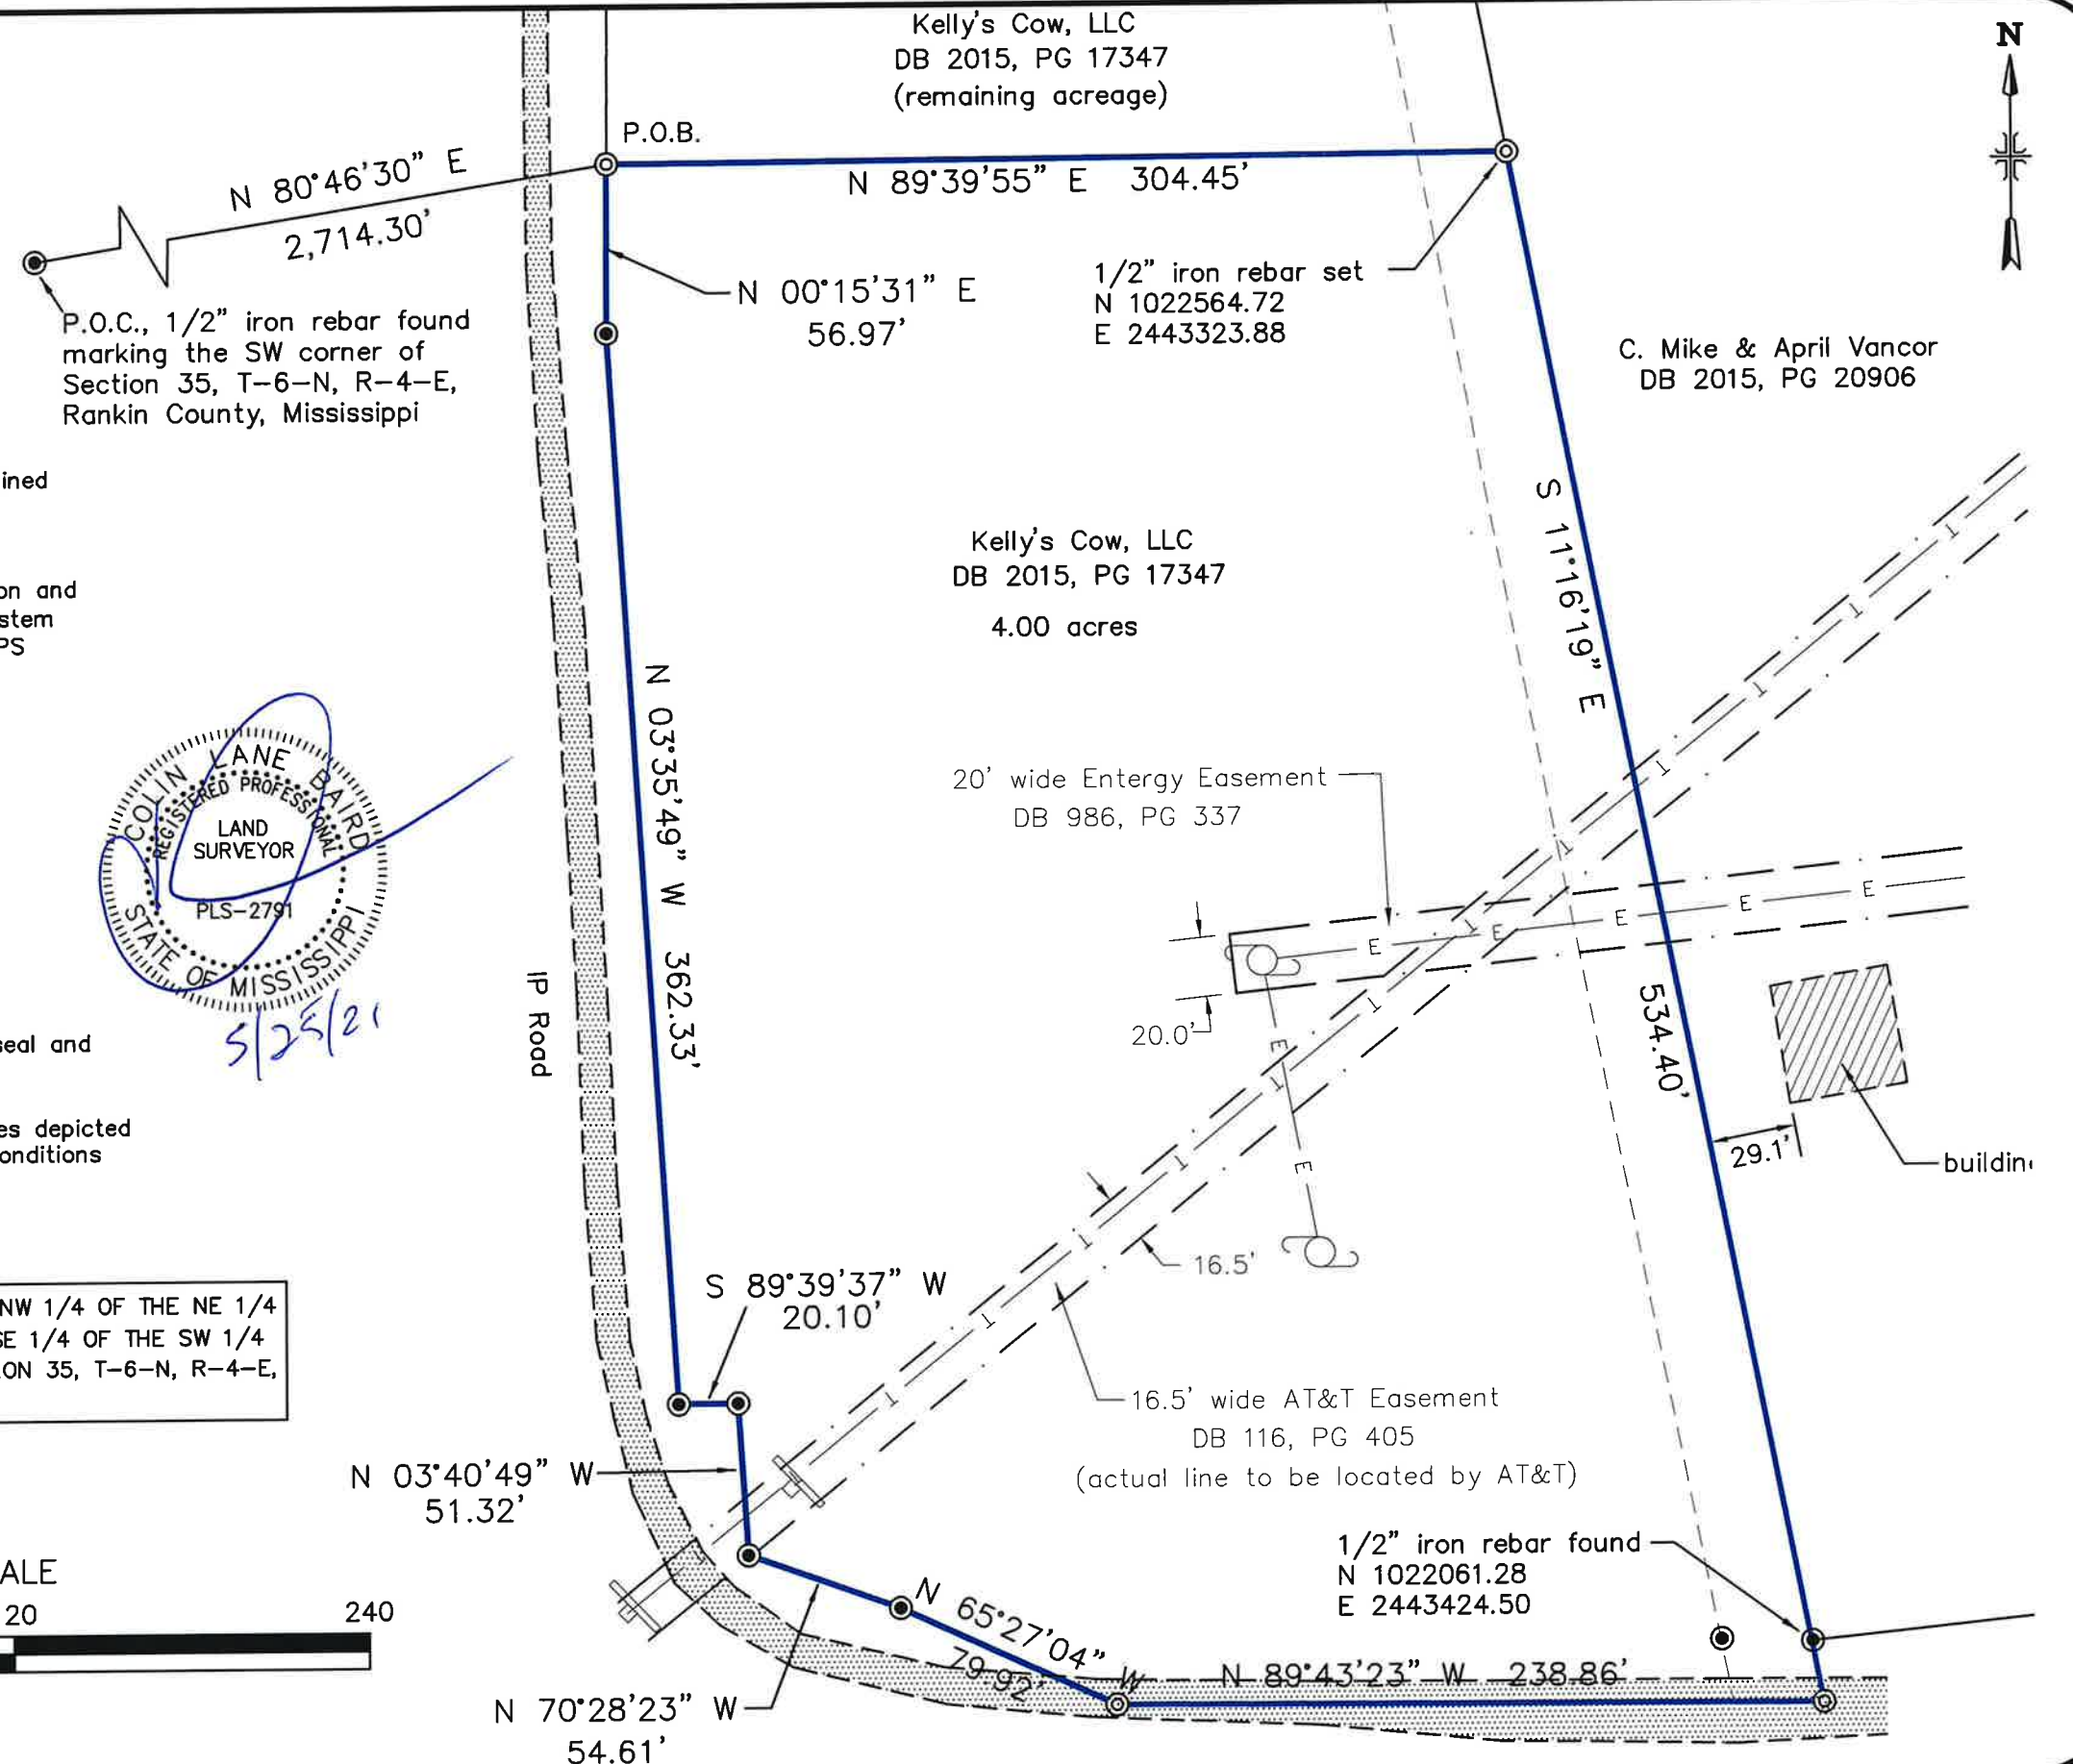 Kelly's Cow, LLC
DB 2015, PG 17347
(remaining acreage)
N
P.O.B.
N 80°46'30" E
2,714.30'
N 89°39'55" E 304.45'
P.O.C., 1/2" iron rebar found
marking the SW corner of
Section 35, T-6-N, R-4-E,
Rankin County, Mississippi
N 00°15'31" E
56.97'
1/2" iron rebar set
N 1022564.72
E 2443323.88
C. Mike & April Vancor
DB 2015, PG 20906
ined
on and
stem
PS
Kelly's Cow, LLC
DB 2015, PG 17347
4.00 acres
S 11°16'19" E
534.40'
N 03°35'49" W 362.33'
COLIN LANE BAIRD
REGISTERED PROFESSIONAL
LAND
SURVEYOR
PLS-2791
STATE OF MISSISSIPPI
IP Road
20' wide Entergy Easement
DB 986, PG 337
E E E E E
E
E
20.0'
29.1'
seal and
es depicted
onditions
16.5'
NW 1/4 OF THE NE 1/4
SE 1/4 OF THE SW 1/4
ON 35, T-6-N, R-4-E,
S 89°39'37" W
20.10'
16.5' wide AT&T Easement
DB 116, PG 405
(actual line to be located by AT&T)
N 03°40'49" W
51.32'
1/2" iron rebar found
N 1022061.28
E 2443424.50
ALE
20 240
N 65°27'04" W
79.92'
N 89°43'23" W 238.86'
N 70°28'23" W
54.61'